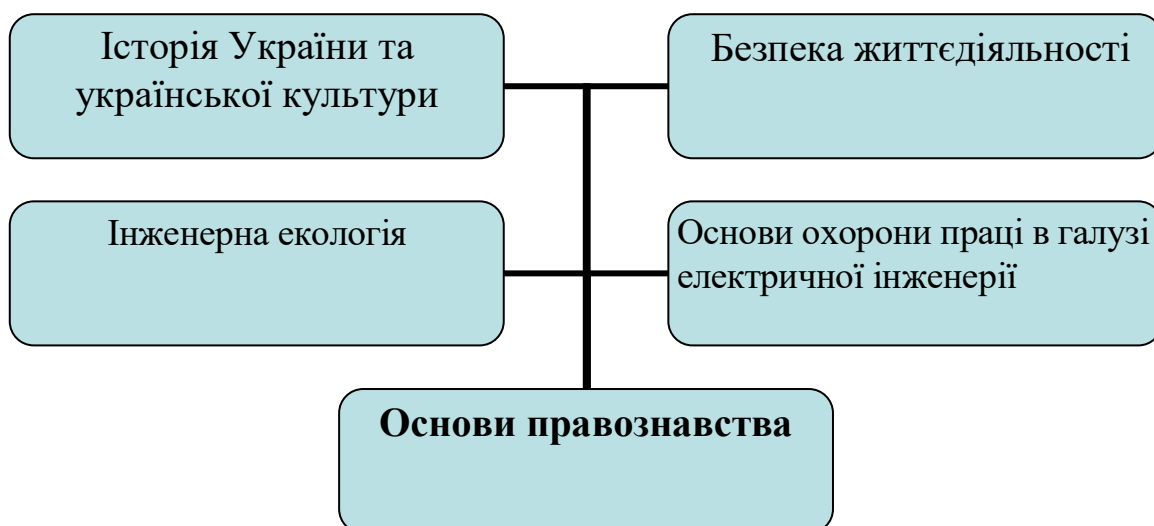 Історія України та
української культури
Безпека життєдіяльності
Інженерна екологія
Основи охорони праці в галузі
електричної інженерії
Основи правознавства